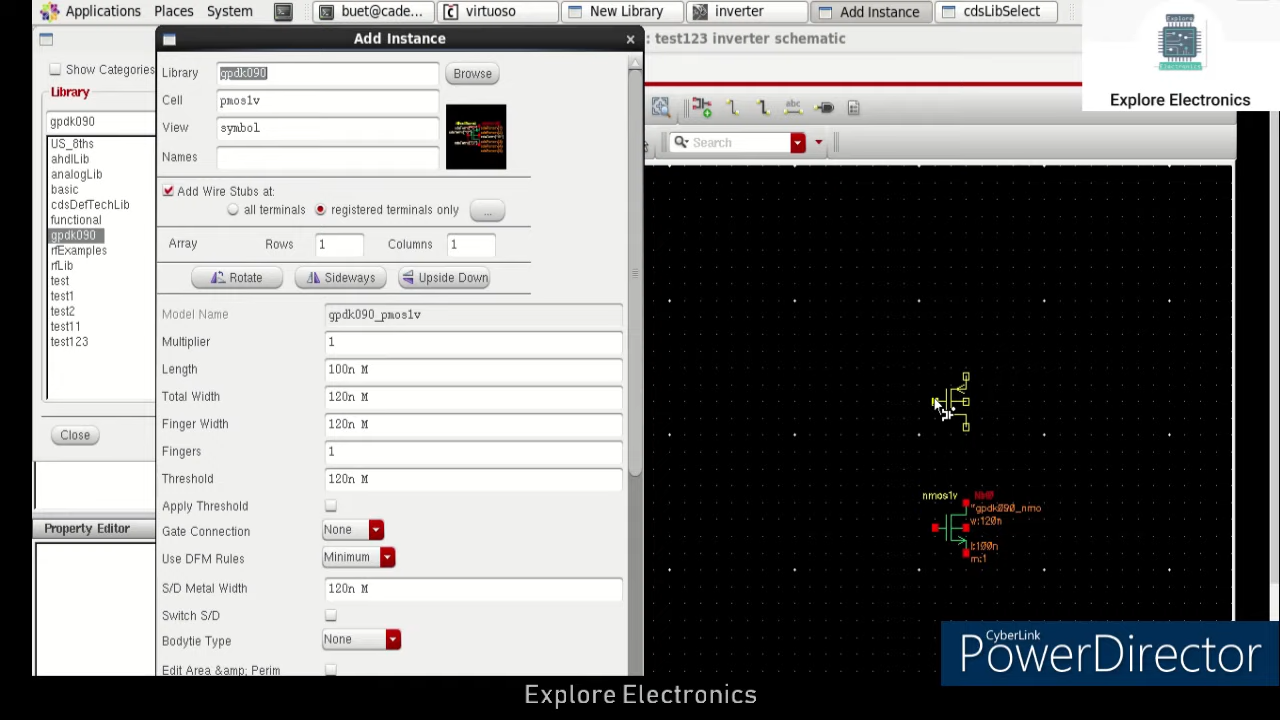 Applications Places System buet@cade... virtuoso New Library inverter Add Instance cdsLibSelect
Add Instance
: test123 inverter schematic
Explore Electronics
Show Categories
Library
gpdk090
US_8ths
ahdlLib
analogLib
basic
cdsDefTechLib
functional
gpdk090
rfExamples
rfLib
test
test1
test2
test11
test123
Close
Property Editor
Library gpdk090 Browse
Cell pmos1v
View symbol
Names
Add Wire Stubs at:
all terminals registered terminals only ...
Array Rows 1 Columns 1
Rotate Sideways Upside Down
Model Name gpdk090_pmos1v
Multiplier 1
Length 100n M
Total Width 120n M
Finger Width 120n M
Fingers 1
Threshold 120n M
Apply Threshold
Gate Connection None
Use DFM Rules Minimum
S/D Metal Width 120n M
Switch S/D
Bodytie Type None
Edit Area &amp; Perim
abc
Search
nmos1v
"gpdk090_nmo
w:120n
l:100n
m:1
CyberLink
PowerDirector
Explore Electronics